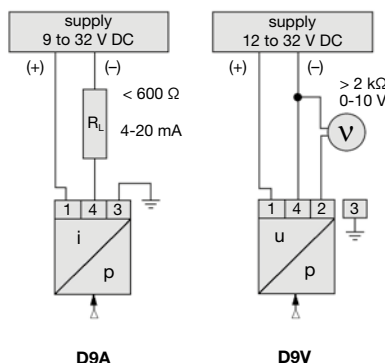 supply
9 to 32 V DC
(+)
(–)
< 600 Ω
R_L
4-20 mA
1 4 3
i
p
D9A
supply
12 to 32 V DC
(+)
(–)
> 2 kΩ
0-10 V
V
1 4 2 3
u
p
D9V